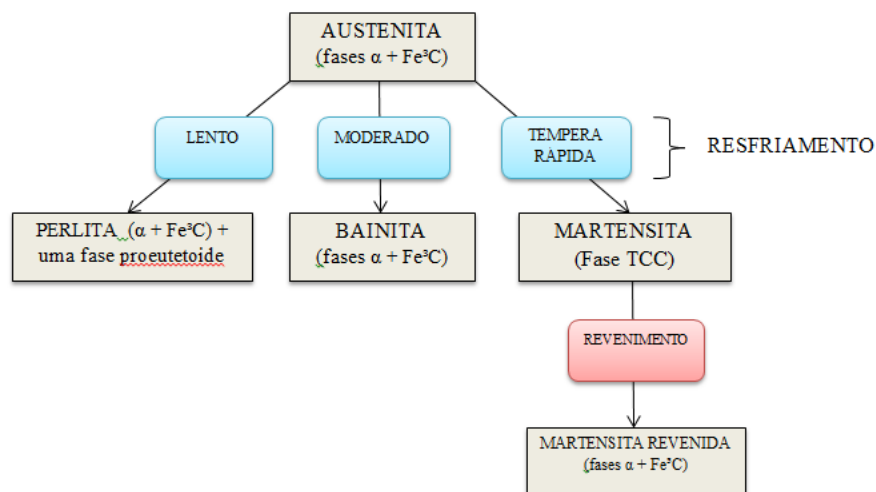 AUSTENITA
(fases α + Fe³C)
LENTO
MODERADO
TEMPERA
RÁPIDA
RESFRIAMENTO
PERLITA (α + Fe³C) +
uma fase proeutetoide
BAINITA
(fases α + Fe³C)
MARTENSITA
(Fase TCC)
REVENIMENTO
MARTENSITA REVENIDA
(fases α + Fe³C)